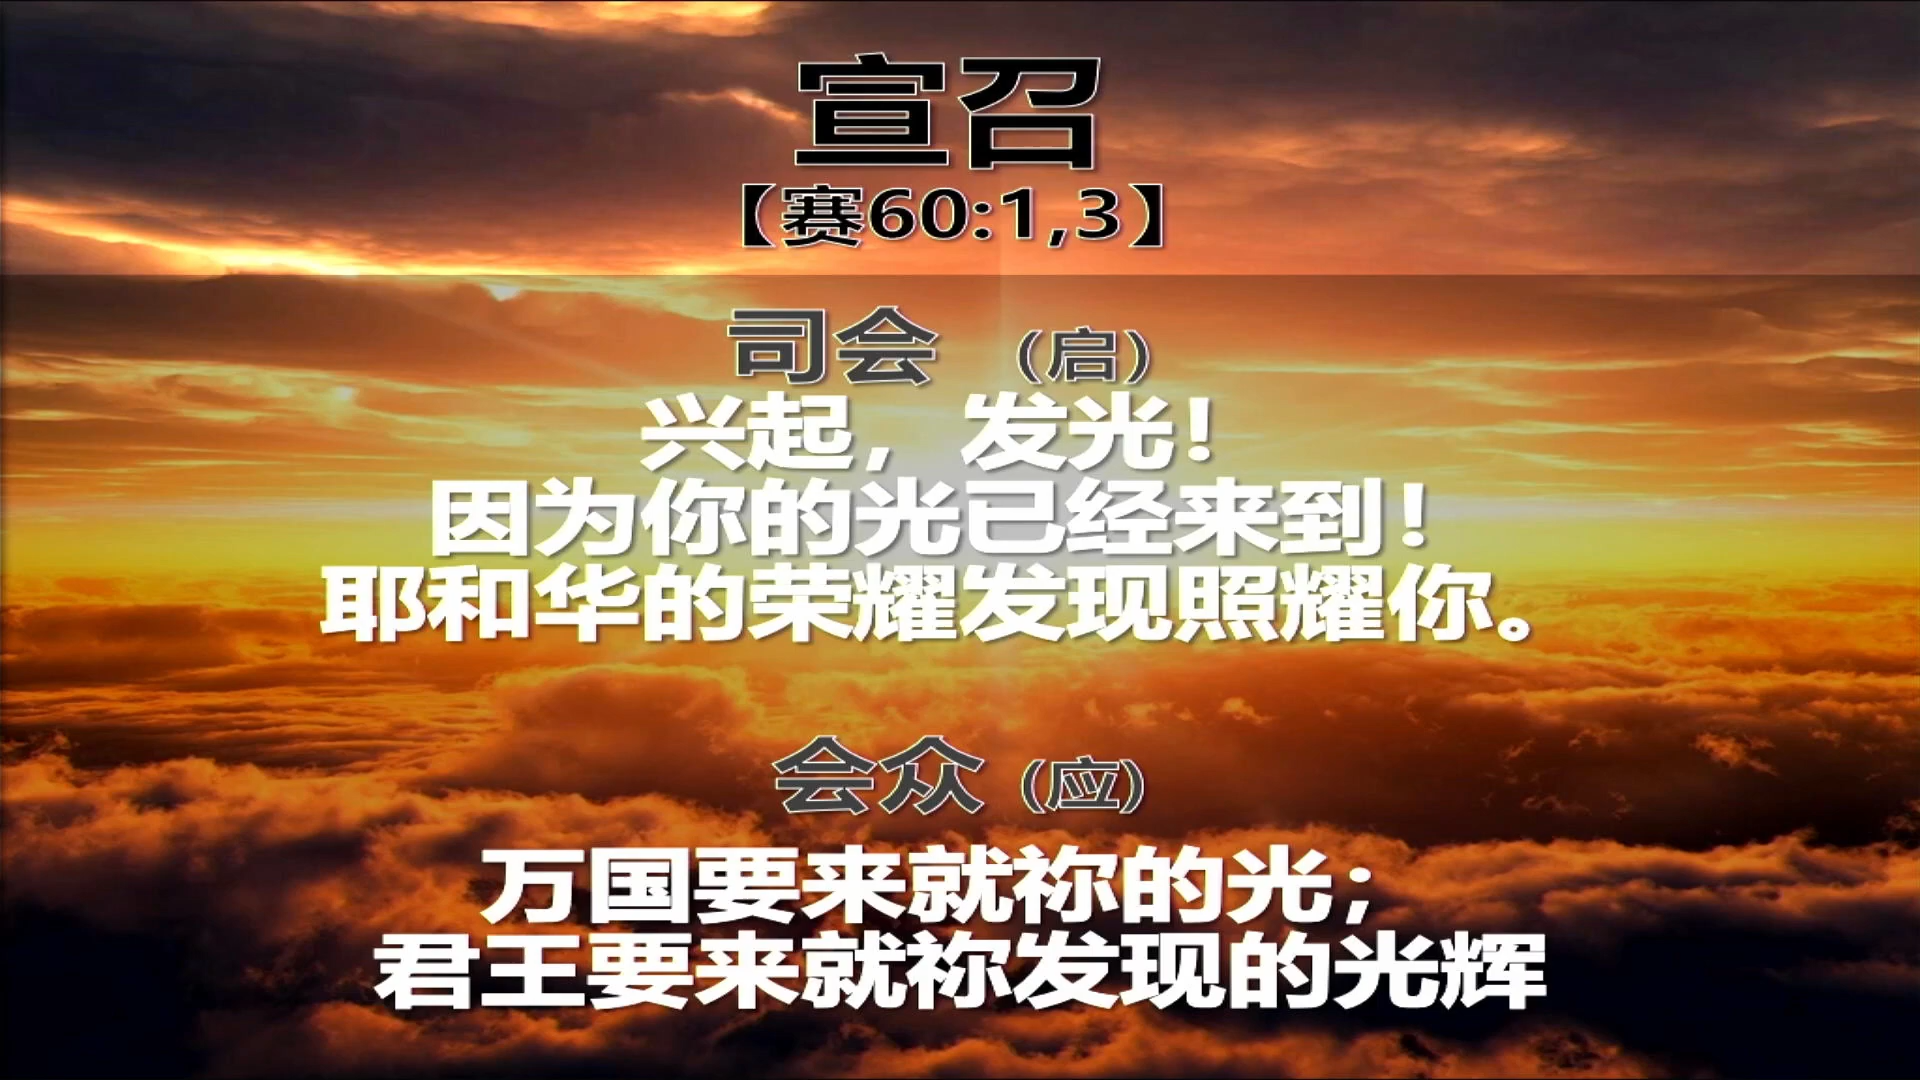 宣召
【赛60:1,3】
司会 （启）
兴起，发光！
因为你的光已经来到！
耶和华的荣耀发现照耀你。
会众 （应）
万国要来就祢的光；
君王要来就祢发现的光辉